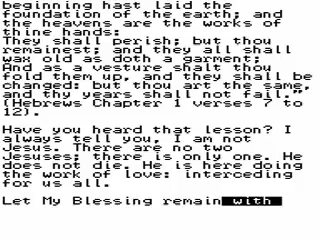 beginning hast laid the
foundation of the earth; and
the heavens are the works of
thine hands:
They shall perish; but thou
remainest; and they all shall
wax old as doth a garment;
And as a vesture shalt thou
fold them up, and they shall be
changed: but thou art the same,
and thy years shall not fail.”
(Hebrews Chapter 1 verses 7 to
12).
Have you heard that lesson? I
always tell you, I am not
Jesus. There are no two
Jesuses; there is only one. He
does not die. He is here doing
the work of love: interceding
for us all.
Let My Blessing remain with